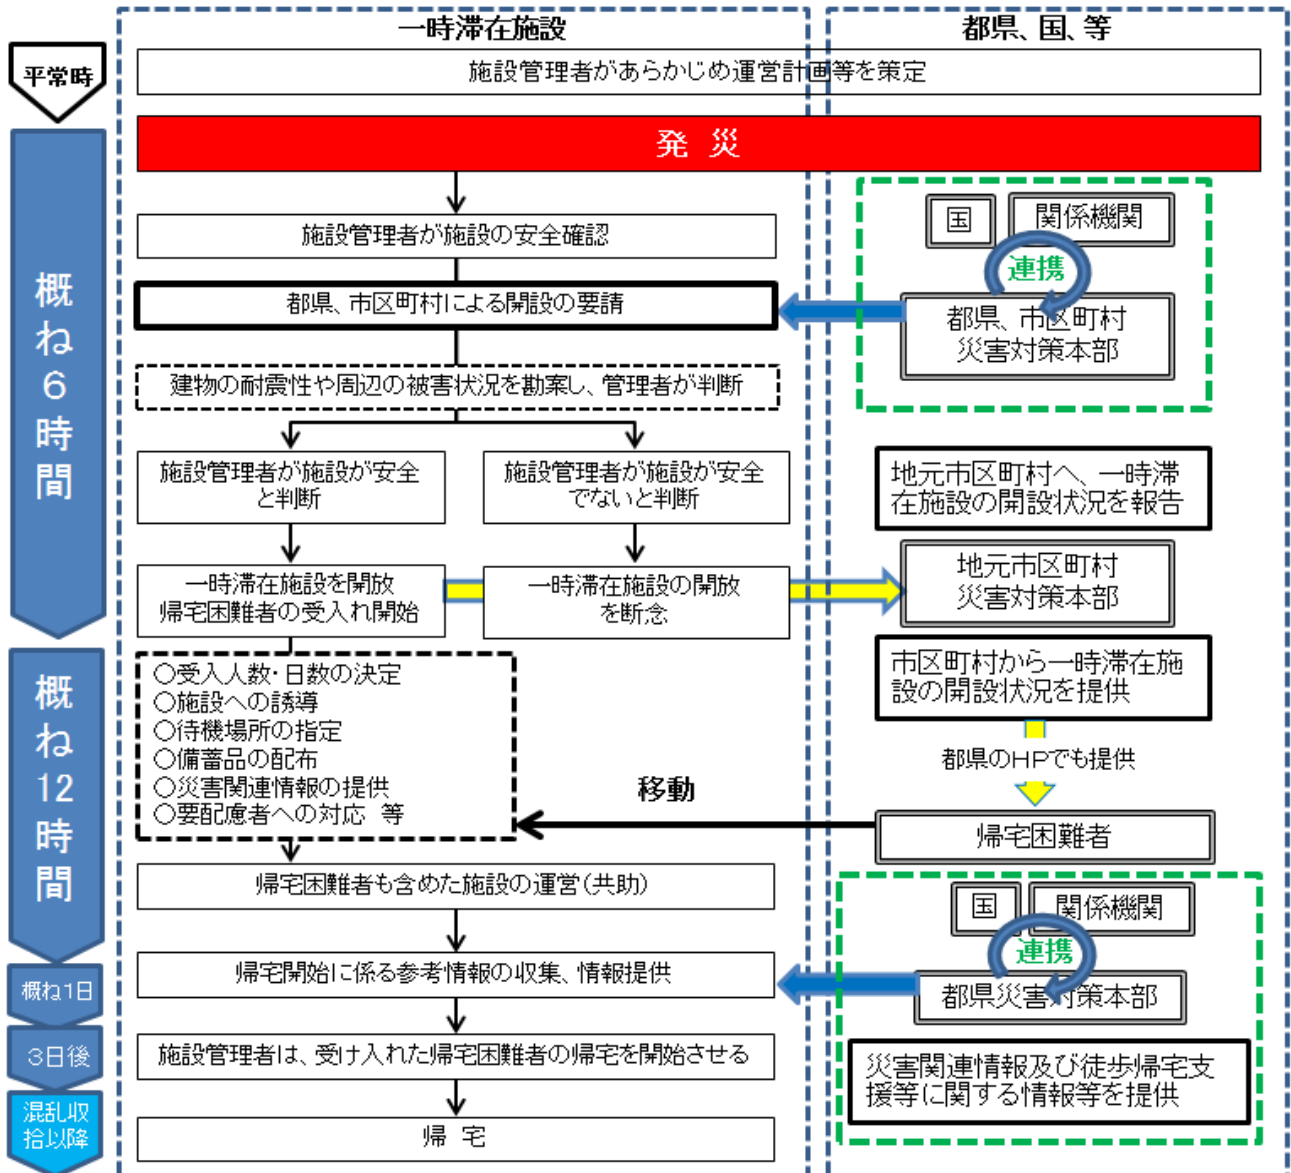 一時滞在施設
都県、国、等
平常時
施設管理者があらかじめ運営計画等を策定
発 災
概ね6時間
施設管理者が施設の安全確認
国
関係機関
連携
都県、市区町村による開設の要請
都県、市区町村
災害対策本部
建物の耐震性や周辺の被害状況を勘案し、管理者が判断
施設管理者が施設が安全
と判断
施設管理者が施設が安全
でないと判断
地元市区町村へ、一時滞
在施設の開設状況を報告
一時滞在施設を開放
帰宅困難者の受入れ開始
一時滞在施設の開放
を断念
地元市区町村
災害対策本部
概ね12時間
○受入人数・日数の決定
○施設への誘導
○待機場所の指定
○備蓄品の配布
○災害関連情報の提供
○要配慮者への対応 等
市区町村から一時滞在施
設の開設状況を提供
都県のHPでも提供
移動
帰宅困難者
帰宅困難者も含めた施設の運営(共助)
国
関係機関
連携
概ね1日
帰宅開始に係る参考情報の収集、情報提供
都県災害対策本部
3日後
施設管理者は、受け入れた帰宅困難者の帰宅を開始させる
災害関連情報及び徒歩帰宅支
援等に関する情報等を提供
混乱収
拾以降
帰 宅